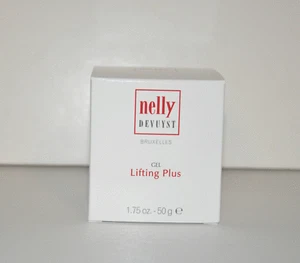 nelly
DEVUYST
BRUXELLES
GEL
Lifting Plus
1.75 oz. - 50 g ℮